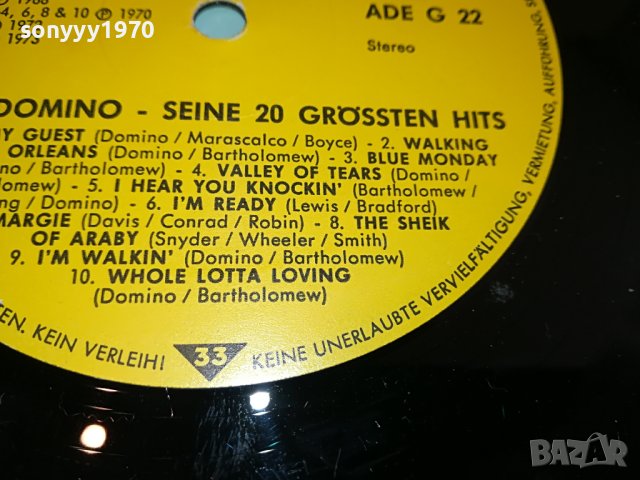 sonyyy1970
4, 6, 8 & 10 ℗ 1970
1973
ADE G 22
Stereo
DOMINO - SEINE 20 GRÖSSTEN HITS
GUEST (Domino / Marascalco / Boyce) - 2. WALKING
ORLEANS (Domino / Bartholomew) - 3. BLUE MONDAY
/ Bartholomew) - 4. VALLEY OF TEARS (Domino /
- 5. I HEAR YOU KNOCKIN' (Bartholomew /
/ Domino) - 6. I'M READY (Lewis / Bradford)
MARGIE (Davis / Conrad / Robin) - 8. THE SHEIK
OF ARABY (Snyder / Wheeler / Smith)
9. I'M WALKIN' (Domino / Bartholomew)
10. WHOLE LOTTA LOVING
(Domino / Bartholomew)
KEIN VERLEIH! 33 KEINE UNERLAUBTE VERVIELFÄLTIGUNG, VERMIETUNG, AUFFÜHRUNG,
BAZAR